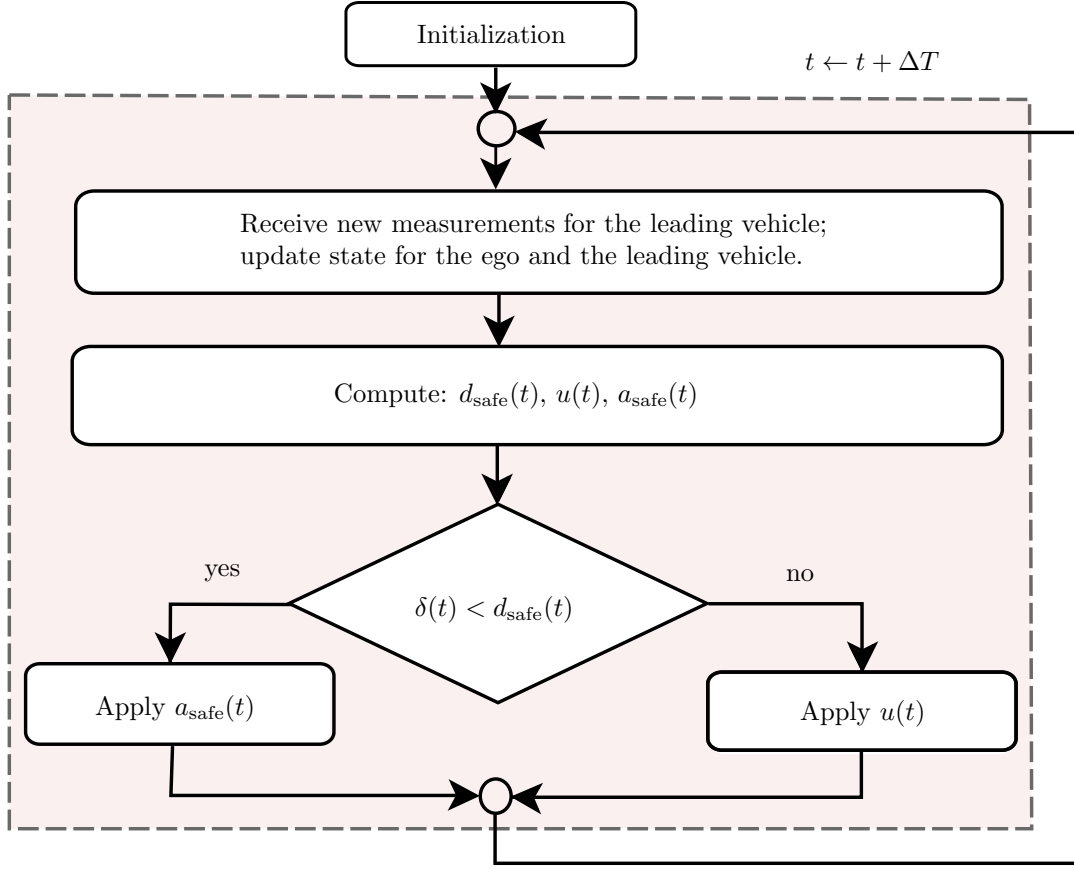 Initialization
t ← t + ΔT
Receive new measurements for the leading vehicle;
update state for the ego and the leading vehicle.
Compute: d_safe(t), u(t), a_safe(t)
yes
no
δ(t) < d_safe(t)
Apply a_safe(t)
Apply u(t)